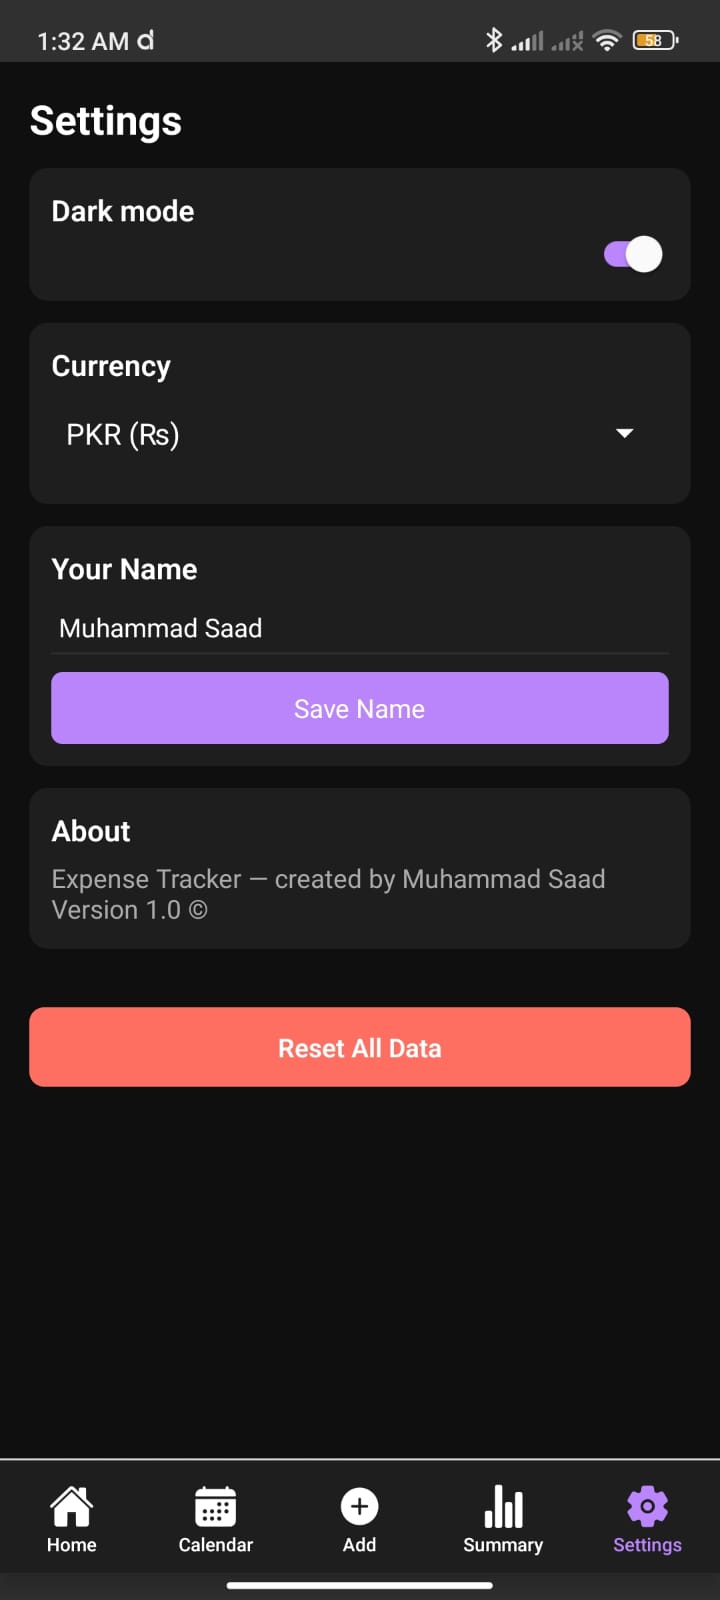 1:32 AM d
58
Settings
Dark mode
Currency
PKR (₨)
Your Name
Muhammad Saad
Save Name
About
Expense Tracker — created by Muhammad Saad
Version 1.0 ©
Reset All Data
Home
Calendar
Add
Summary
Settings